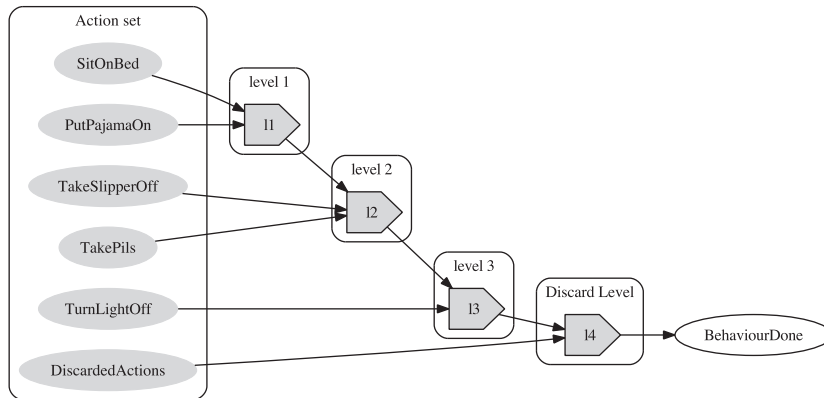 Action set
SitOnBed
level 1
PutPajamaOn
l1
level 2
TakeSlipperOff
l2
TakePils
level 3
TurnLightOff
l3
Discard Level
DiscardedActions
l4
BehaviourDone